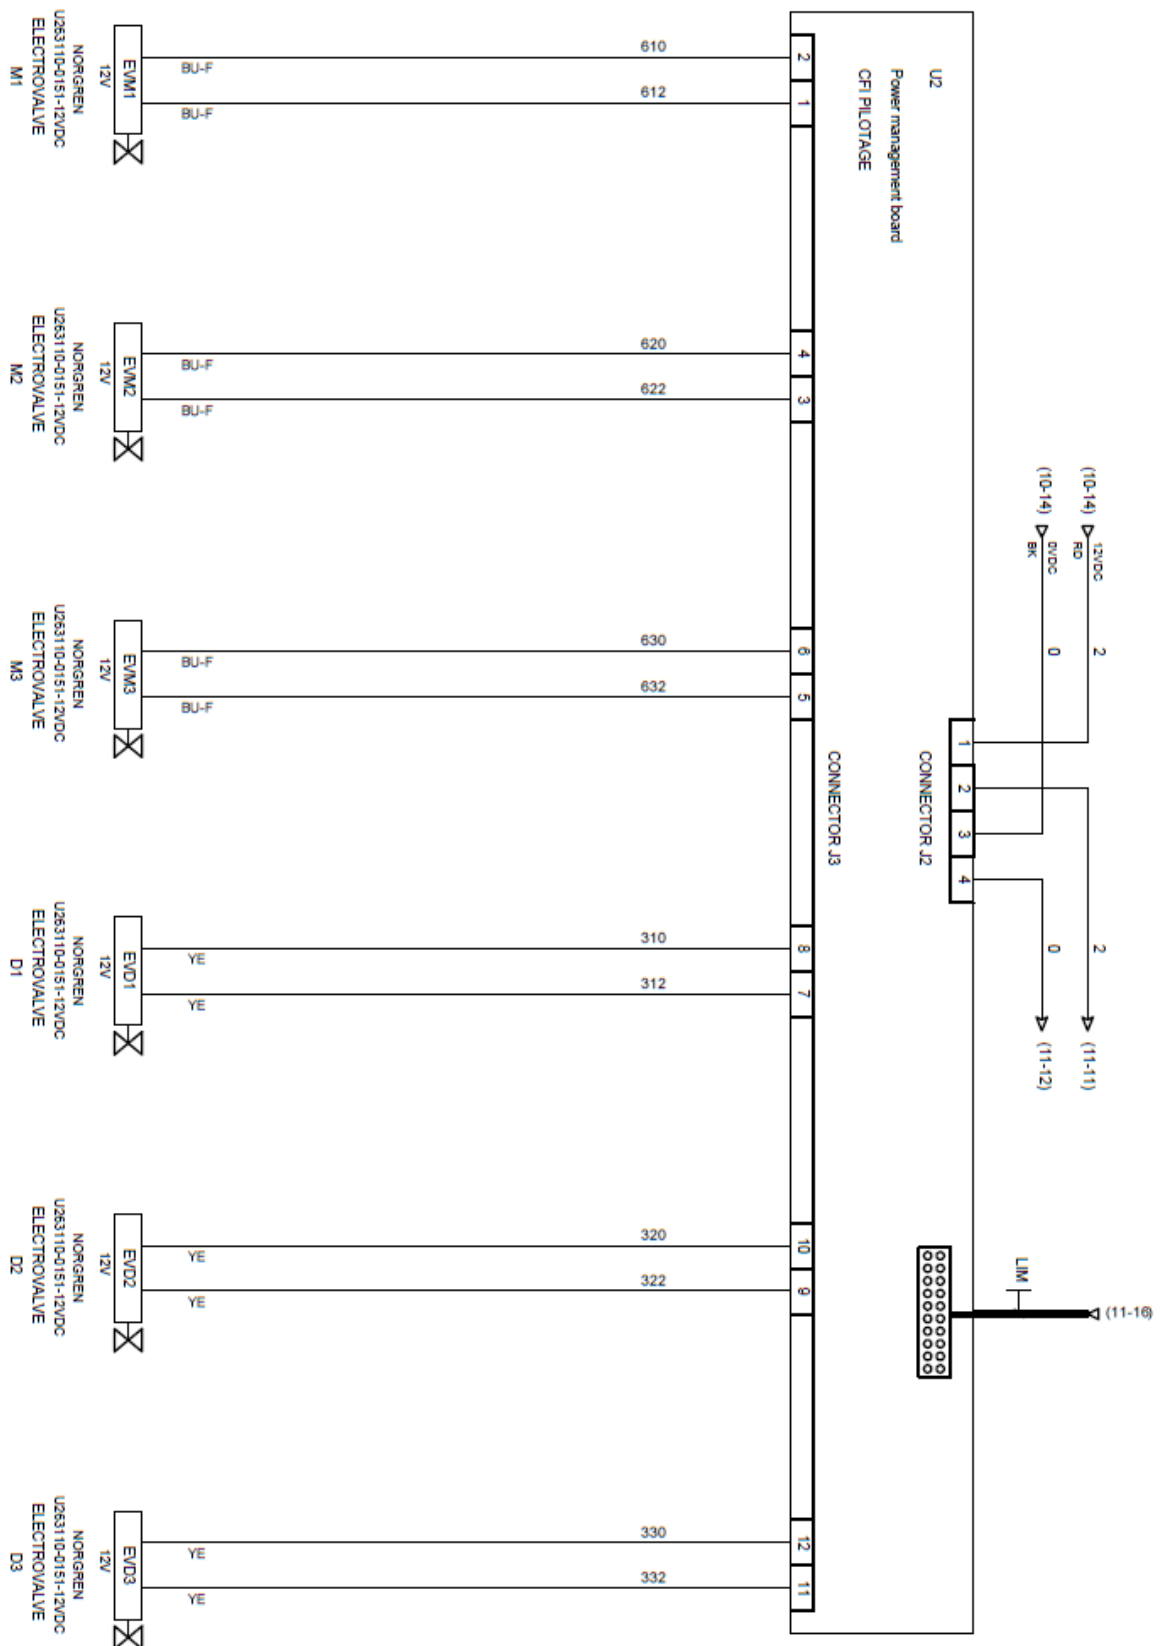 U2
Power management board
CFI PILOTAGE
(10-14)
12VDC
RD
2
(10-14)
0VDC
BK
0
2
(11-11)
0
(11-12)
LIM
(11-16)
1
2
3
4
CONNECTOR J2
CONNECTOR J3
2
1
4
3
6
5
8
7
10
9
12
11
610
612
620
622
630
632
310
312
320
322
330
332
BU-F
BU-F
BU-F
BU-F
BU-F
BU-F
YE
YE
YE
YE
YE
YE
EVM1
12V
NORGREN
U263110-0151-12VDC
ELECTROVALVE
M1
EVM2
12V
NORGREN
U263110-0151-12VDC
ELECTROVALVE
M2
EVM3
12V
NORGREN
U263110-0151-12VDC
ELECTROVALVE
M3
EVD1
12V
NORGREN
U263110-0151-12VDC
ELECTROVALVE
D1
EVD2
12V
NORGREN
U263110-0151-12VDC
ELECTROVALVE
D2
EVD3
12V
NORGREN
U263110-0151-12VDC
ELECTROVALVE
D3